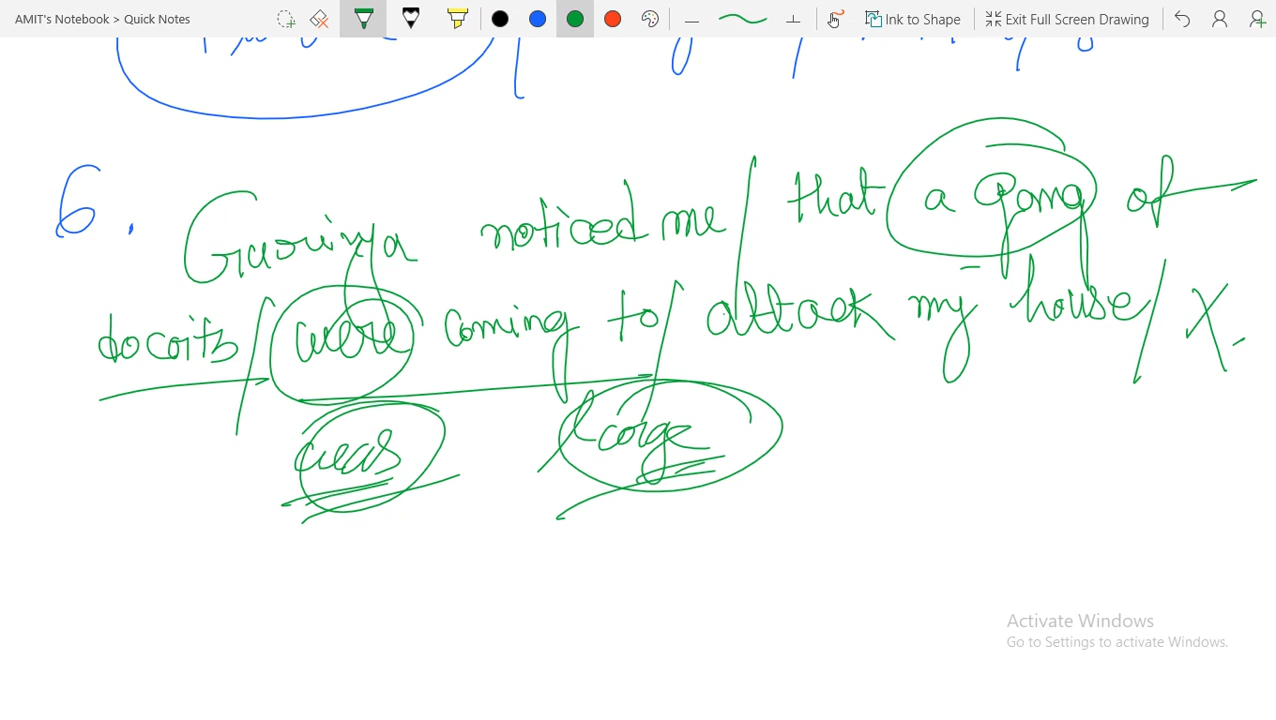 AMIT's Notebook > Quick Notes
Ink to Shape
Exit Full Screen Drawing
6. Guorinya noticed me / that a gang of
docoits / were coming to / attack my house / X.
was large
Activate Windows
Go to Settings to activate Windows.